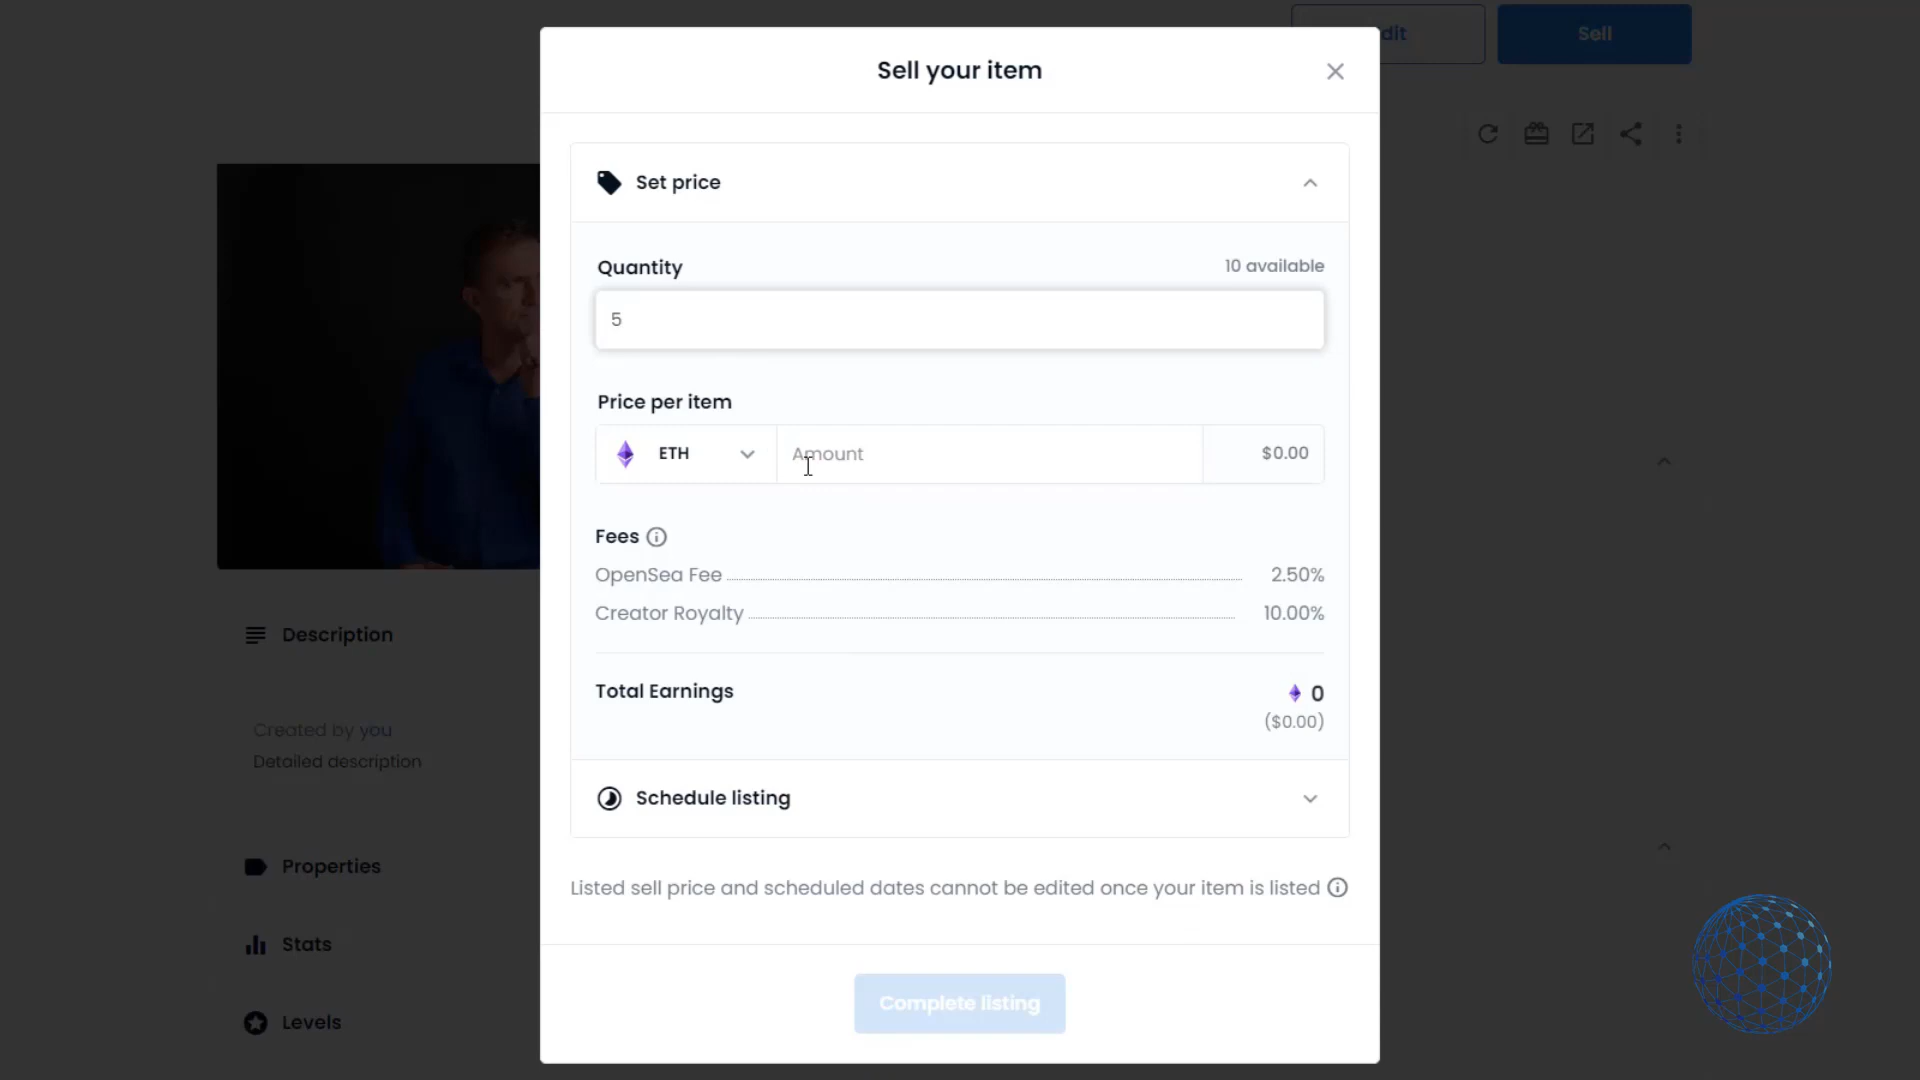 dit
Sell
Sell your item
Set price
Quantity
10 available
5
Price per item
ETH
Amount
$0.00
Fees
OpenSea Fee 2.50%
Creator Royalty 10.00%
Total Earnings
0
($0.00)
Schedule listing
Listed sell price and scheduled dates cannot be edited once your item is listed
Complete listing
Description
Created by you
Detailed description
Properties
Stats
Levels